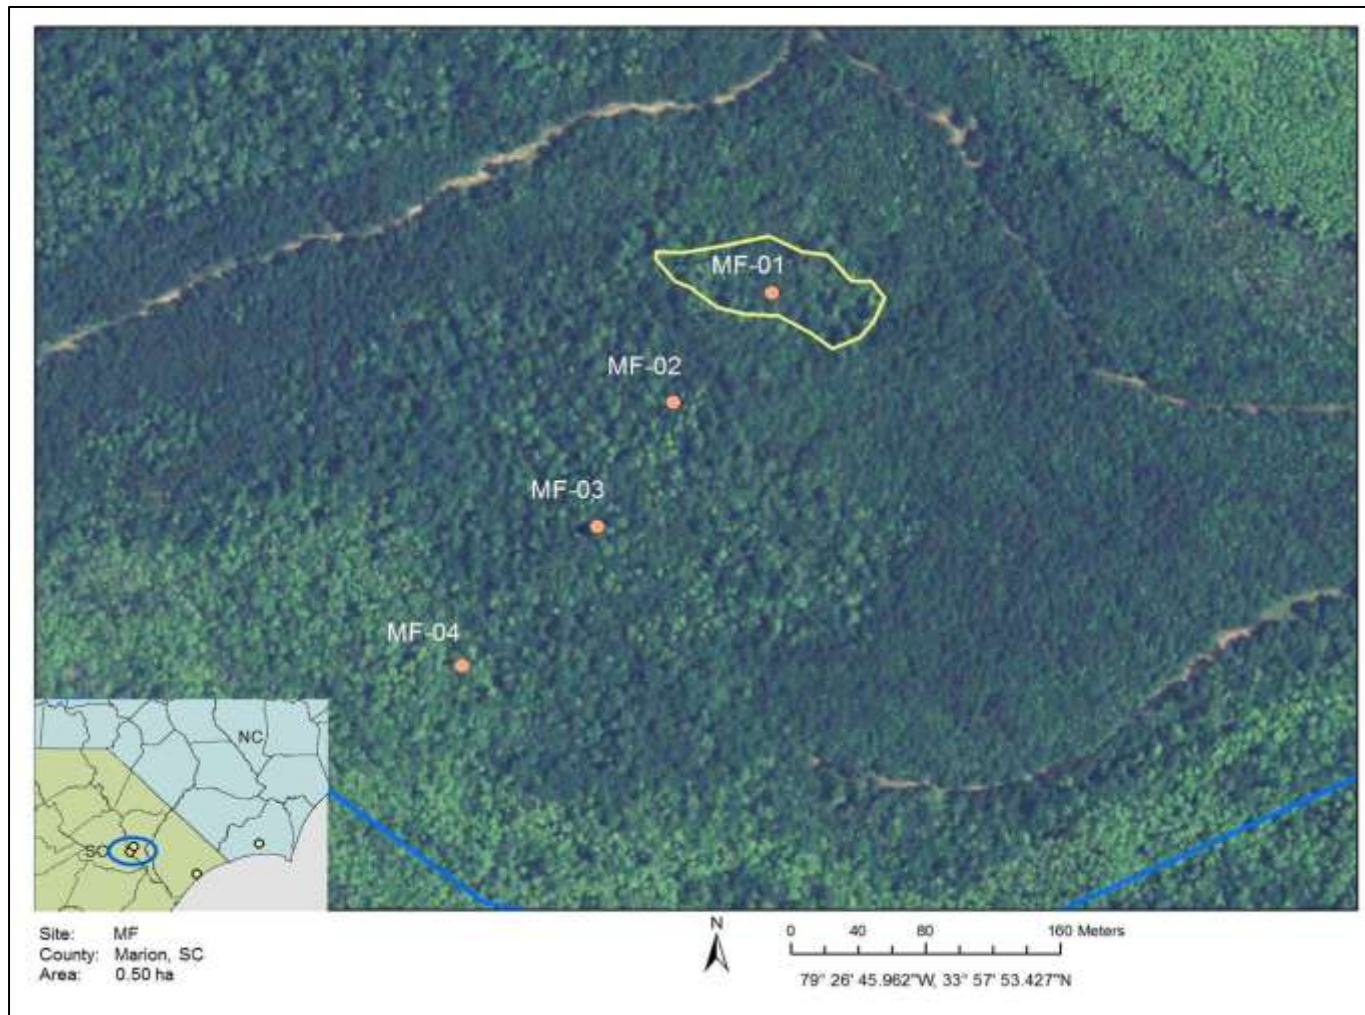 MF-01
MF-02
MF-03
MF-04
NC
SC
Site: MF
County: Marion, SC
Area: 0.50 ha
N
0 40 80 160 Meters
79° 26' 45.962"W, 33° 57' 53.427"N